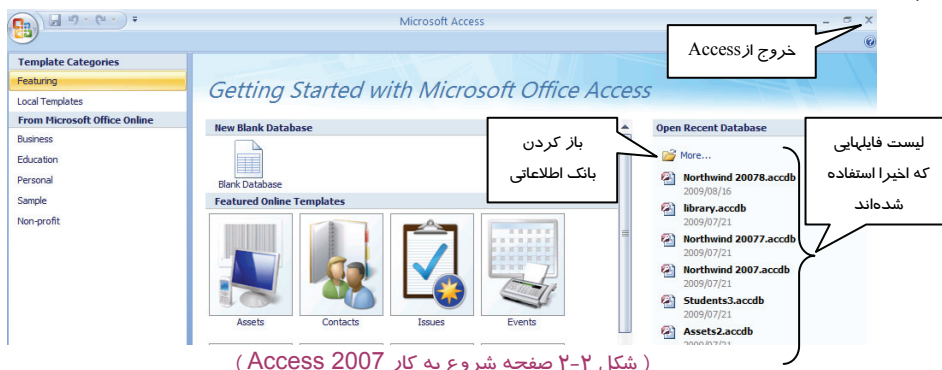 Microsoft Access
خروج ازAccess
Template Categories
Featuring
Local Templates
From Microsoft Office Online
Business
Education
Personal
Sample
Non-profit
Getting Started with Microsoft Office Access
New Blank Database
Blank Database
Featured Online Templates
Assets
Contacts
Issues
Events
باز کردن
بانک اطلاعاتی
Open Recent Database
More...
Northwind 20078.accdb
2009/08/16
library.accdb
2009/07/21
Northwind 20077.accdb
2009/07/21
Northwind 2007.accdb
2009/07/21
Students3.accdb
2009/07/21
Assets2.accdb
2009/07/21
لیست فایلهایی
که اخیرا استفاده
شده‌اند
( شکل ۲-۲ صفحه شروع به کار Access 2007 )